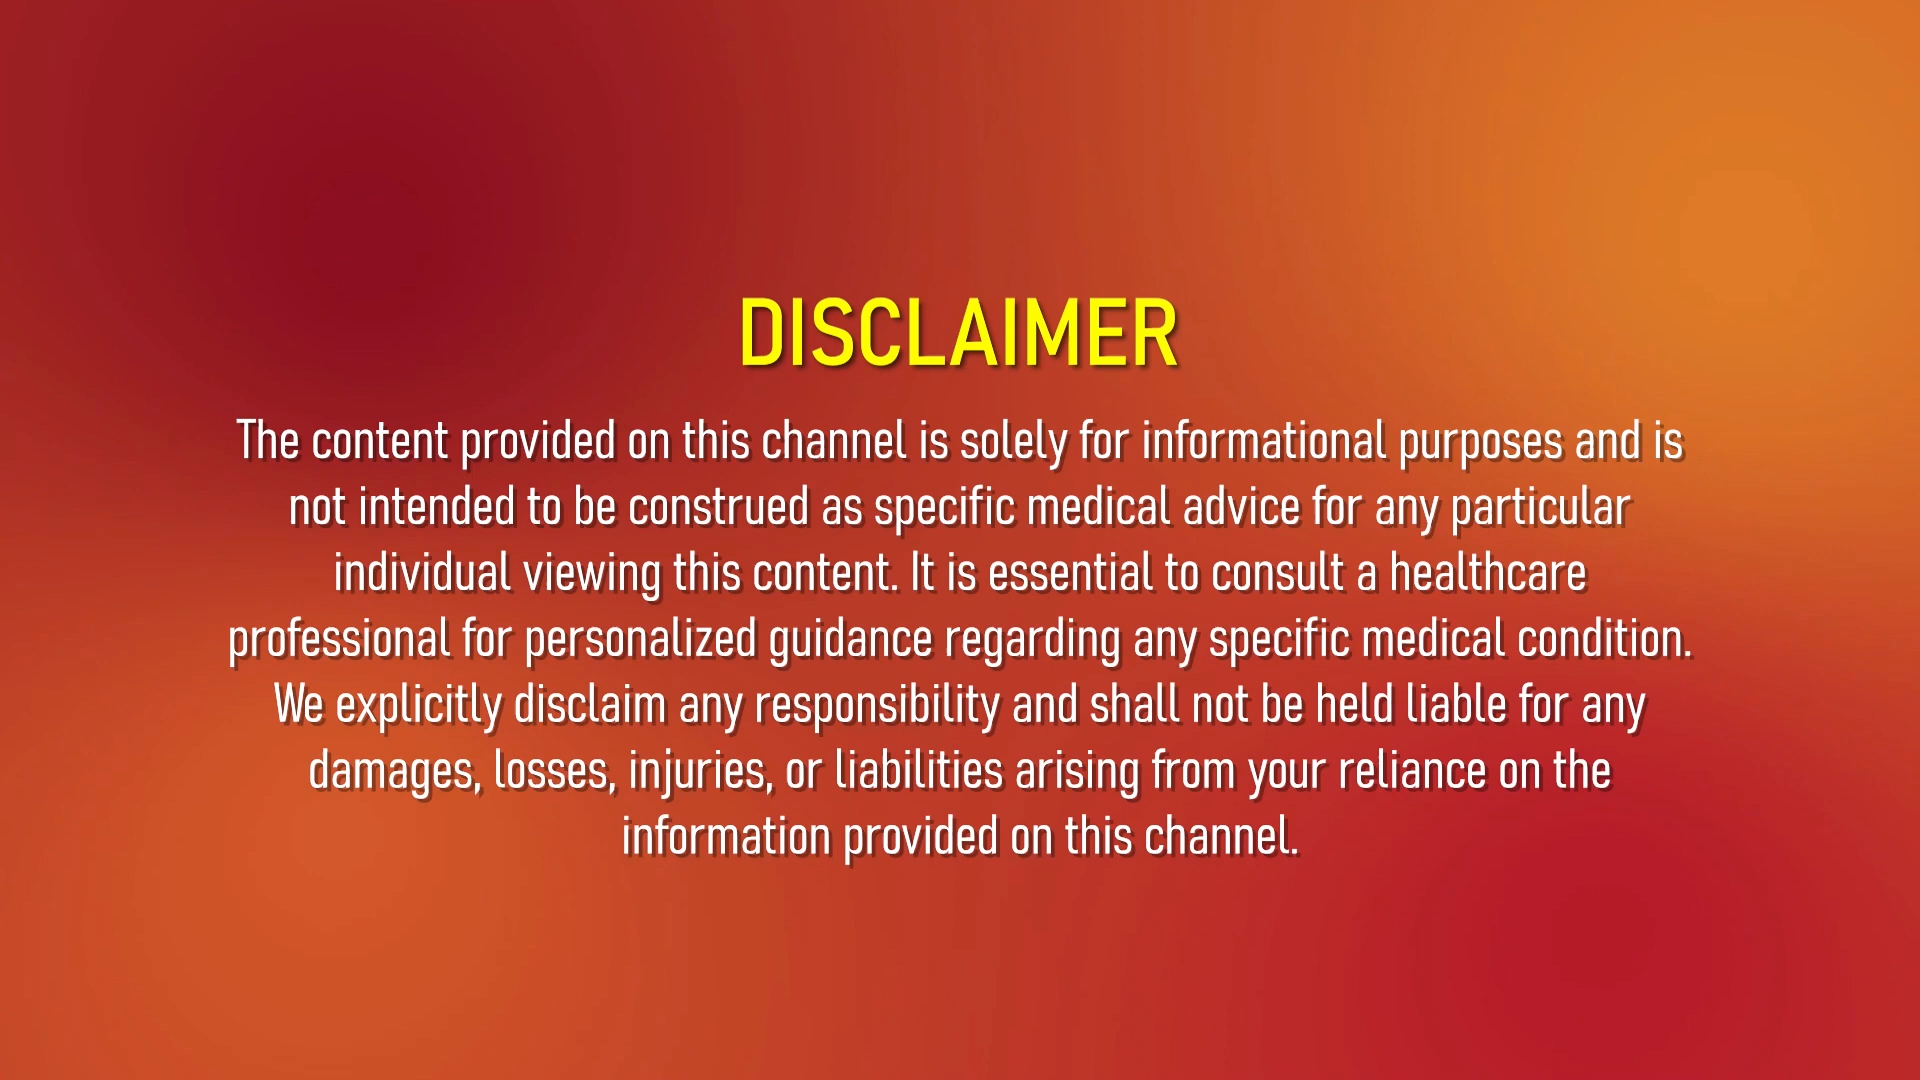 DISCLAIMER
The content provided on this channel is solely for informational purposes and is
not intended to be construed as specific medical advice for any particular
individual viewing this content. It is essential to consult a healthcare
professional for personalized guidance regarding any specific medical condition.
We explicitly disclaim any responsibility and shall not be held liable for any
damages, losses, injuries, or liabilities arising from your reliance on the
information provided on this channel.